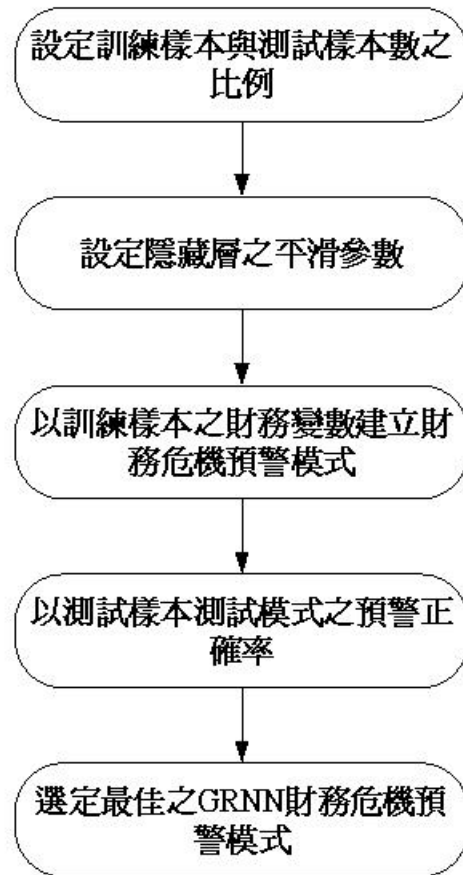 設定訓練樣本與測試樣本數之
比例
設定隱藏層之平滑參數
以訓練樣本之財務變數建立財
務危機預警模式
以測試樣本測試模式之預警正
確率
選定最佳之GRNN財務危機預
警模式